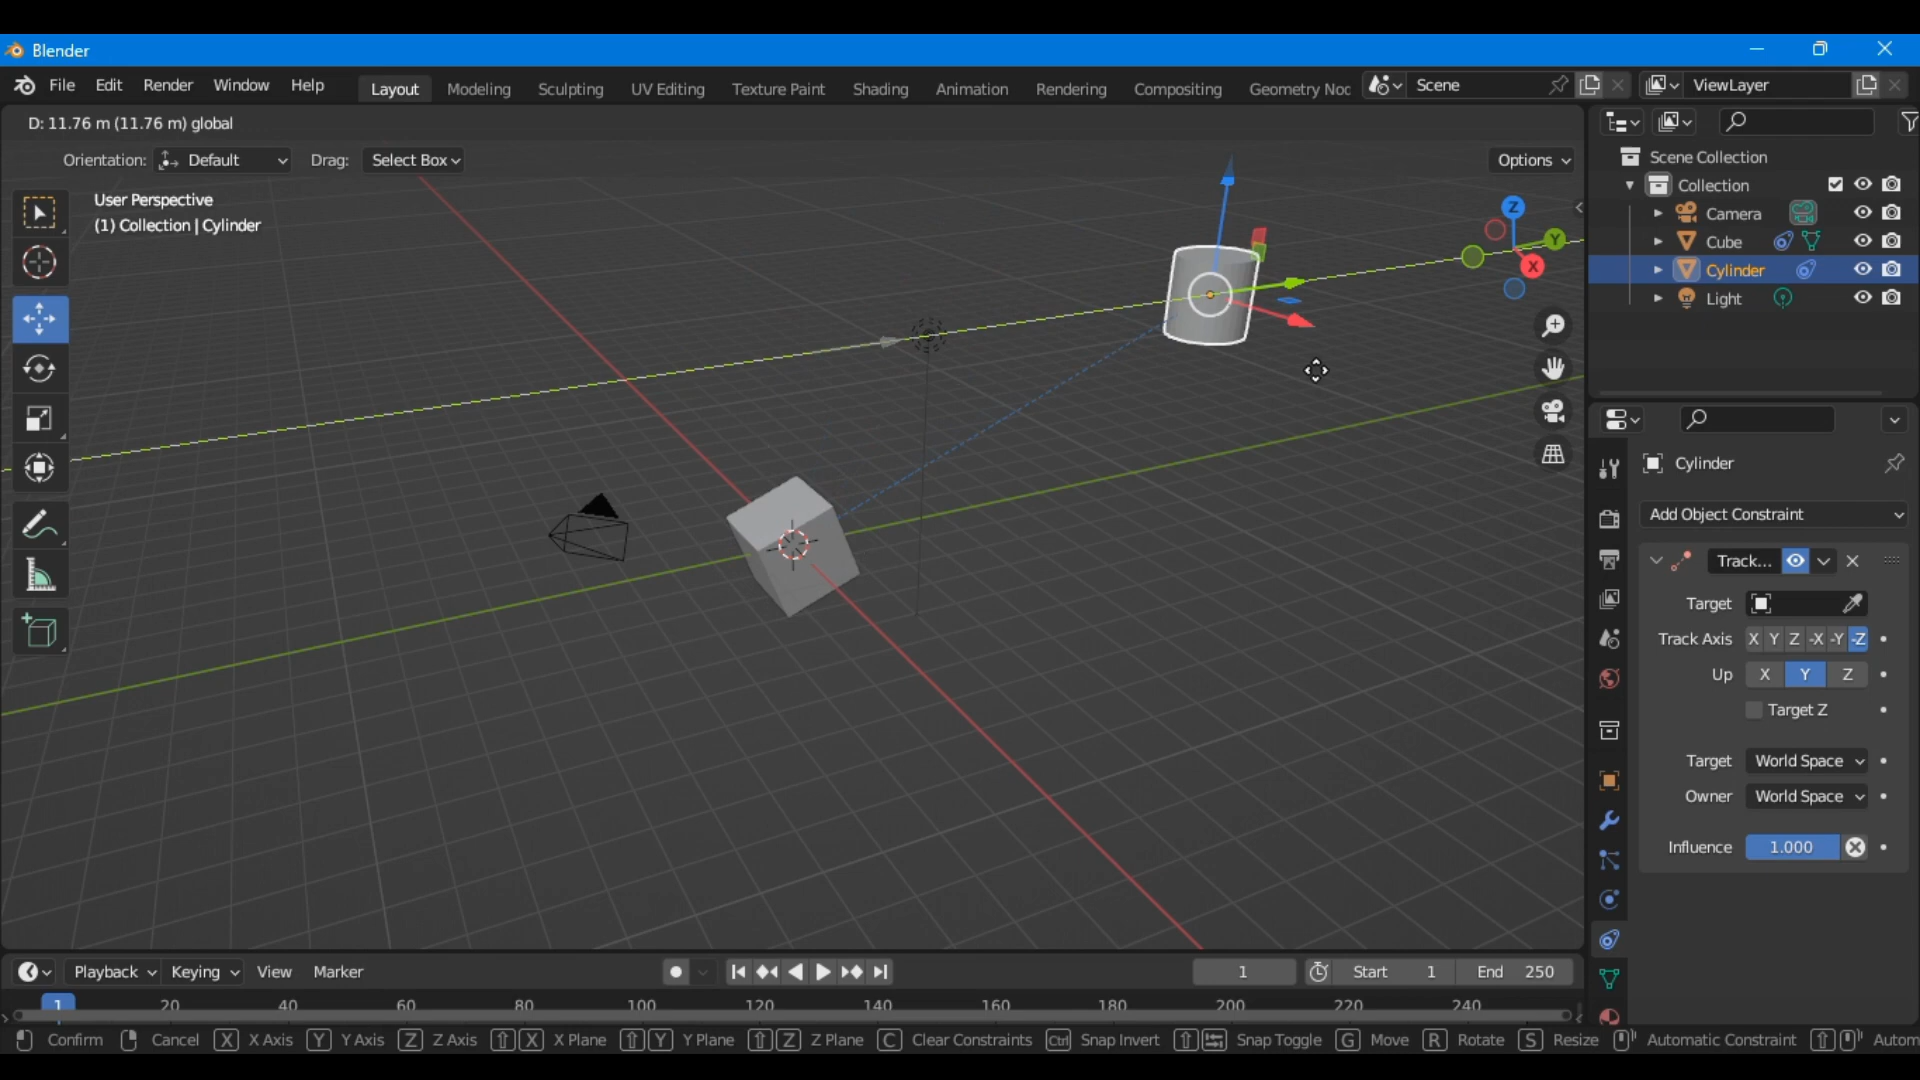 Blender
File Edit Render Window Help Layout Modeling Sculpting UV Editing Texture Paint Shading Animation Rendering Compositing Geometry Noc Scene ViewLayer
D: 11.76 m (11.76 m) global
Orientation: Default Drag: Select Box Options
User Perspective
(1) Collection | Cylinder
Z
Y
X
Scene Collection
Collection
Camera
Cube
Cylinder
Light
Cylinder
Add Object Constraint
Track...
Target
Track Axis X Y Z -X -Y -Z
Up X Y Z
Target Z
Target World Space
Owner World Space
Influence 1.000
Playback Keying View Marker 1 Start 1 End 250
1 20 40 60 80 100 120 140 160 180 200 220 240
Confirm Cancel X X Axis Y Y Axis Z Z Axis X X Plane Y Y Plane Z Z Plane C Clear Constraints Ctrl Snap Invert Snap Toggle G Move R Rotate S Resize Automatic Constraint Autom